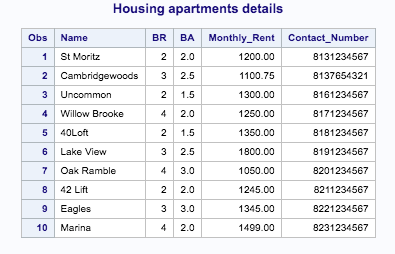 Housing apartments details
Obs Name BR BA Monthly_Rent Contact_Number
1 St Moritz 2 2.0 1200.00 8131234567
2 Cambridgewoods 3 2.5 1100.75 8137654321
3 Uncommon 2 1.5 1300.00 8161234567
4 Willow Brooke 4 2.0 1250.00 8171234567
5 40Loft 2 1.5 1350.00 8181234567
6 Lake View 3 2.5 1800.00 8191234567
7 Oak Ramble 4 3.0 1050.00 8201234567
8 42 Lift 2 2.0 1245.00 8211234567
9 Eagles 3 3.0 1345.00 8221234567
10 Marina 4 2.0 1499.00 8231234567